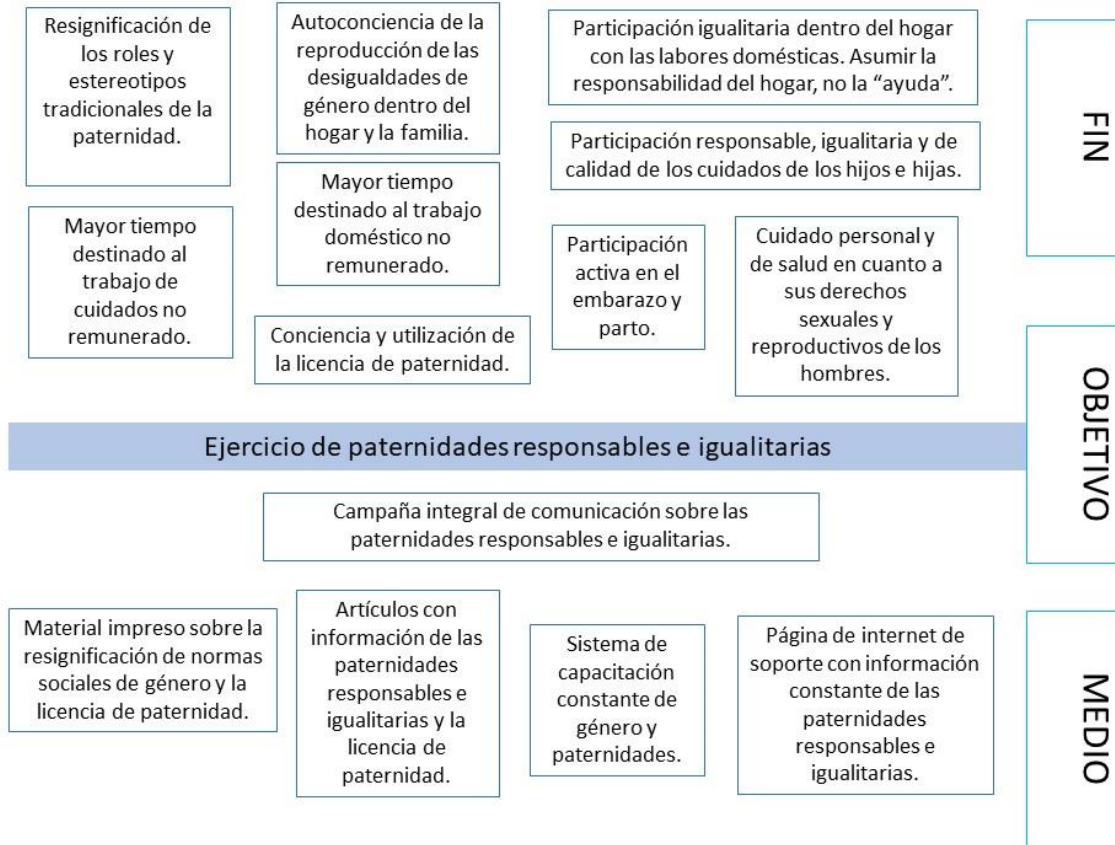 Resignificación de
los roles y
estereotipos
tradicionales de la
paternidad.
Autoconciencia de la
reproducción de las
desigualdades de
género dentro del
hogar y la familia.
Participación igualitaria dentro del hogar
con las labores domésticas. Asumir la
responsabilidad del hogar, no la “ayuda”.
FIN
Participación responsable, igualitaria y de
calidad de los cuidados de los hijos e hijas.
Mayor tiempo
destinado al
trabajo de
cuidados no
remunerado.
Mayor tiempo
destinado al trabajo
doméstico no
remunerado.
Participación
activa en el
embarazo y
parto.
Cuidado personal y
de salud en cuanto a
sus derechos
sexuales y
reproductivos de los
hombres.
Conciencia y utilización de
la licencia de paternidad.
Ejercicio de paternidades responsables e igualitarias
OBJETIVO
Campaña integral de comunicación sobre las
paternidades responsables e igualitarias.
Material impreso sobre la
resignificación de normas
sociales de género y la
licencia de paternidad.
Artículos con
información de las
paternidades
responsables e
igualitarias y la
licencia de
paternidad.
Sistema de
capacitación
constante de
género y
paternidades.
Página de internet de
soporte con información
constante de las
paternidades
responsables e
igualitarias.
MEDIO